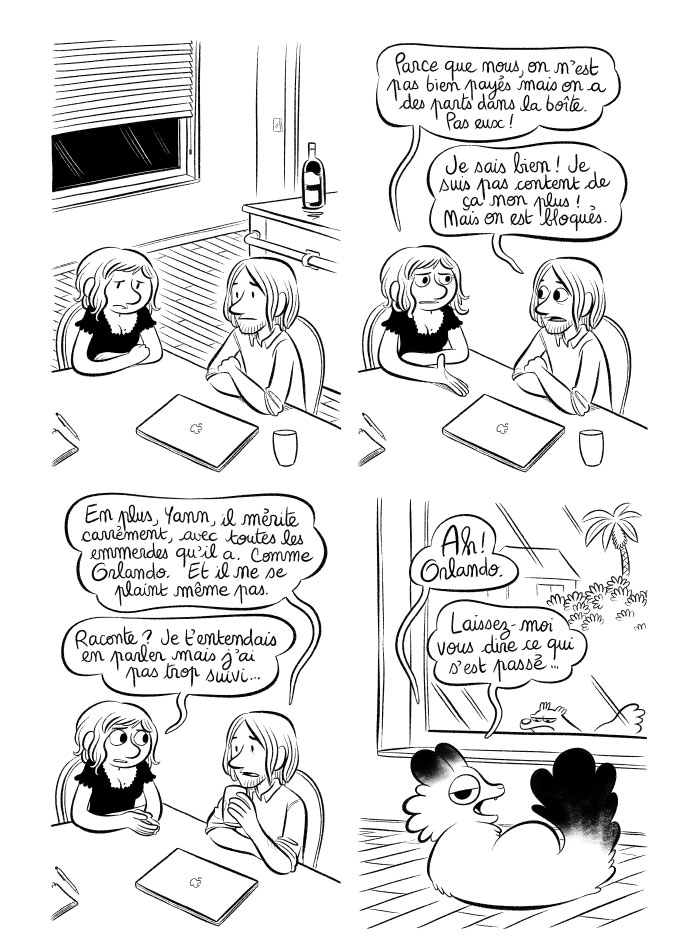 Parce que nous, on n'est
pas bien payés mais on a
des parts dans la boîte.
Pas eux !
Je sais bien ! Je
suis pas content de
ça non plus !
Mais on est bloqués.
En plus, Yann, il mérite
carrément, avec toutes les
emmerdes qu'il a. Comme
Orlando. Et il ne se
plaint même pas.
Raconte ? Je t'entendais
en parler mais j'ai
pas trop suivi...
Ah !
Orlando.
Laissez-moi
vous dire ce qui
s'est passé...